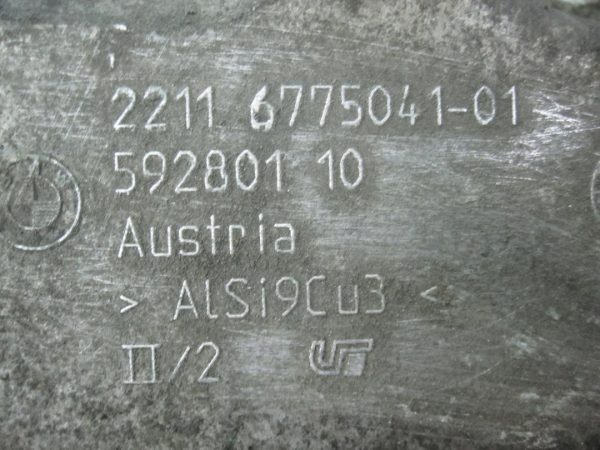 2211 6775041-01
592801 10
Austria
> AlSi9Cu3 <
II/2